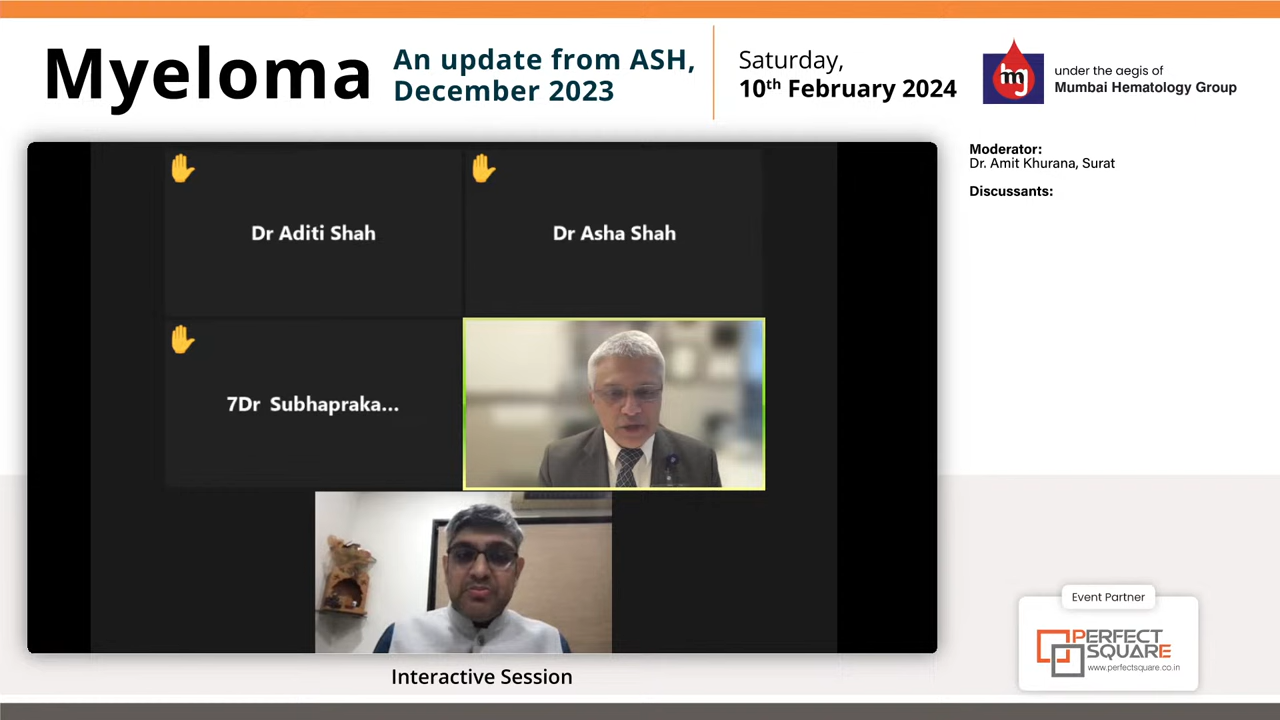 Myeloma
An update from ASH,
December 2023
Saturday,
10th February 2024
mg
under the aegis of
Mumbai Hematology Group
Moderator:
Dr. Amit Khurana, Surat
Discussants:
Dr Aditi Shah
Dr Asha Shah
7Dr Subhapraka...
Interactive Session
Event Partner
PERFECT
SQUARE
www.perfectsquare.co.in